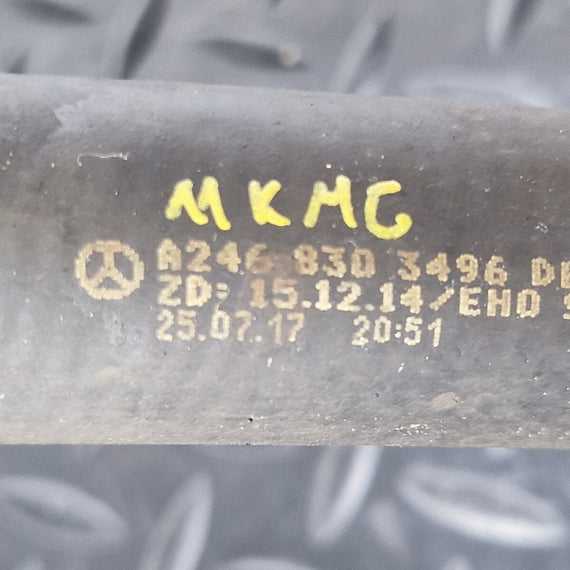 MKMG
A246 830 3496
ZD: 15.12.14/EHO
25.07.17 20:51